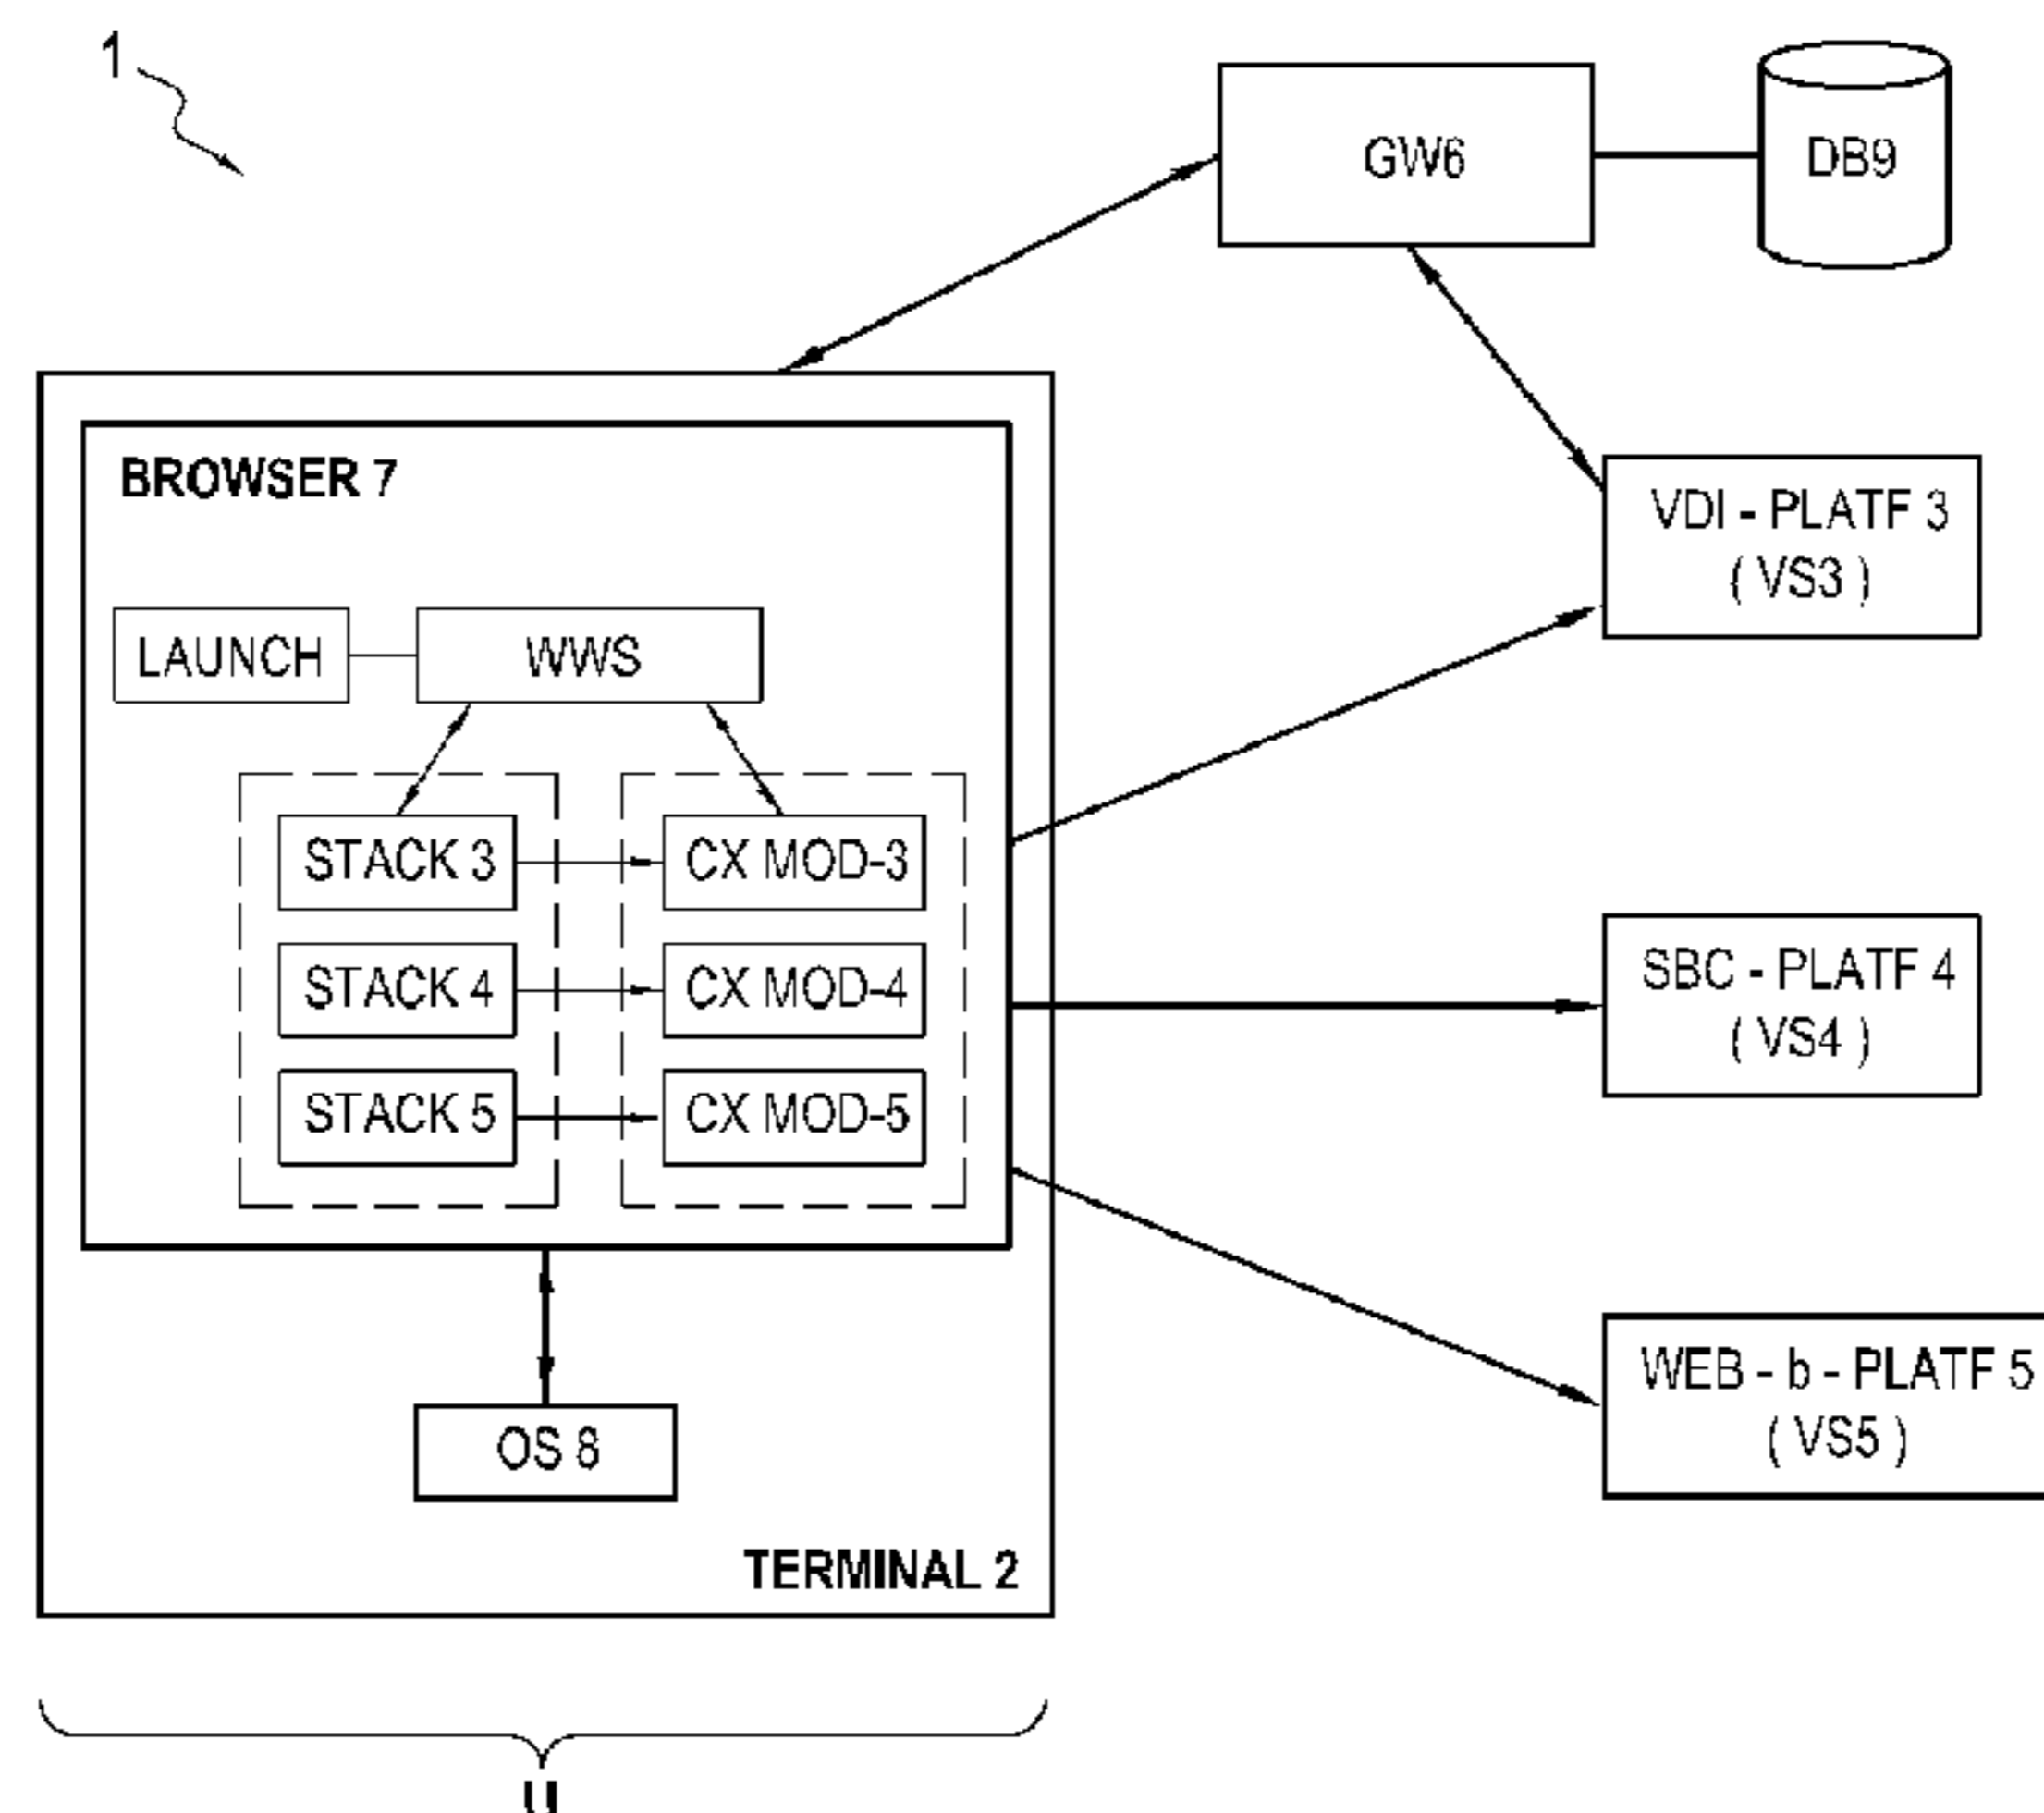 1
GW6
DB9
BROWSER 7
VDI - PLATF 3
( VS3 )
LAUNCH
WWS
STACK 3
CX MOD-3
STACK 4
CX MOD-4
SBC - PLATF 4
( VS4 )
STACK 5
CX MOD-5
WEB - b - PLATF 5
( VS5 )
OS 8
TERMINAL 2
U